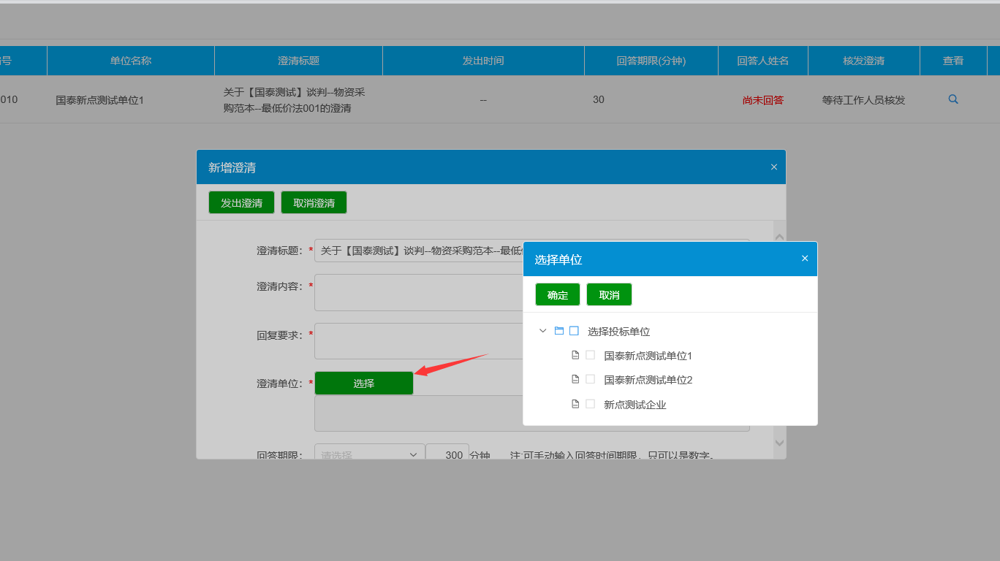 号 单位名称 澄清标题 发出时间 回答期限(分钟) 回答人姓名 核发澄清 查看
010 国泰新点测试单位1 关于【国泰测试】谈判--物资采 -- 30 尚未回答 等待工作人员核发
购范本--最低价法001的澄清
新增澄清 ×
发出澄清 取消澄清
澄清标题：* 关于【国泰测试】谈判--物资采购范本--最低
选择单位 ×
澄清内容：*
确定 取消
回复要求：*
选择投标单位
国泰新点测试单位1
澄清单位：* 选择
国泰新点测试单位2
新点测试企业
回答期限： 请选择 300 分钟 注:可手动输入回答时间期限，只可以是数字。